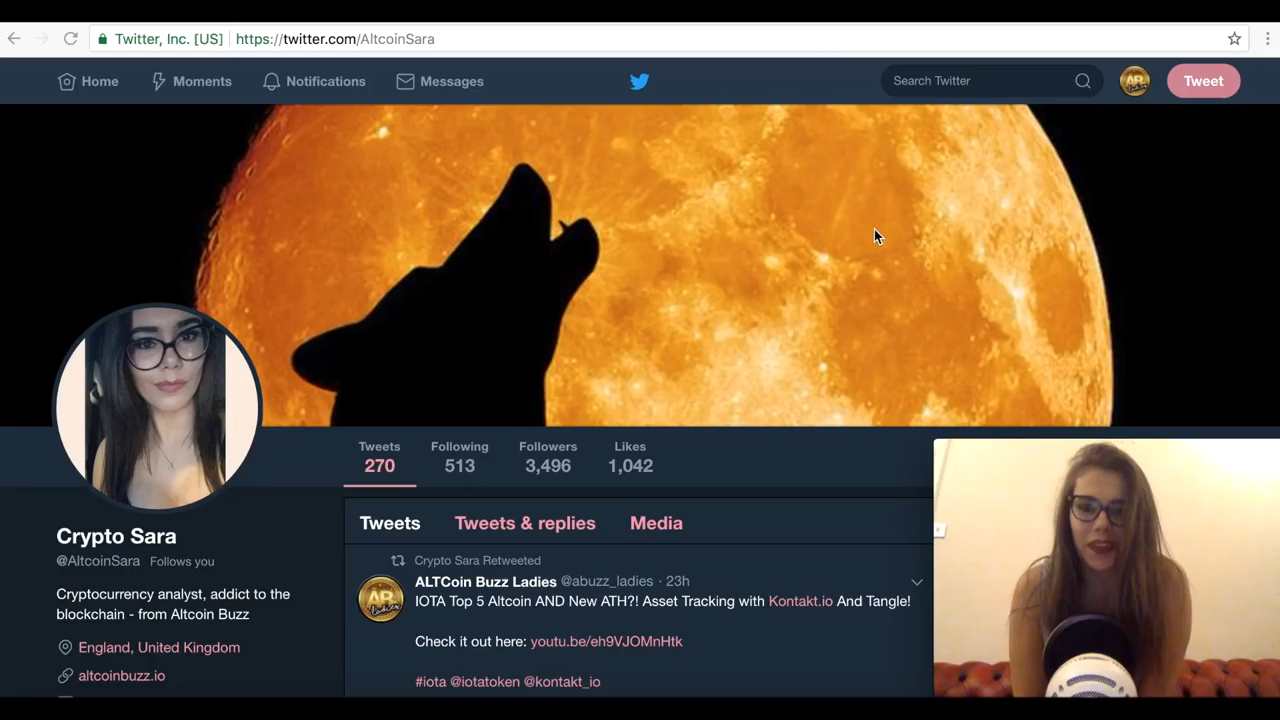 Twitter, Inc. [US] https://twitter.com/AltcoinSara
Home Moments Notifications Messages Search Twitter Tweet
Tweets Following Followers Likes
270 513 3,496 1,042
Crypto Sara
@AltcoinSara Follows you
Cryptocurrency analyst, addict to the
blockchain - from Altcoin Buzz
England, United Kingdom
altcoinbuzz.io
Tweets Tweets & replies Media
Crypto Sara Retweeted
ALTCoin Buzz Ladies @abuzz_ladies · 23h
IOTA Top 5 Altcoin AND New ATH?! Asset Tracking with Kontakt.io And Tangle!
Check it out here: youtu.be/eh9VJOMnHtk
#iota @iotatoken @kontakt_io
AB
Ladies